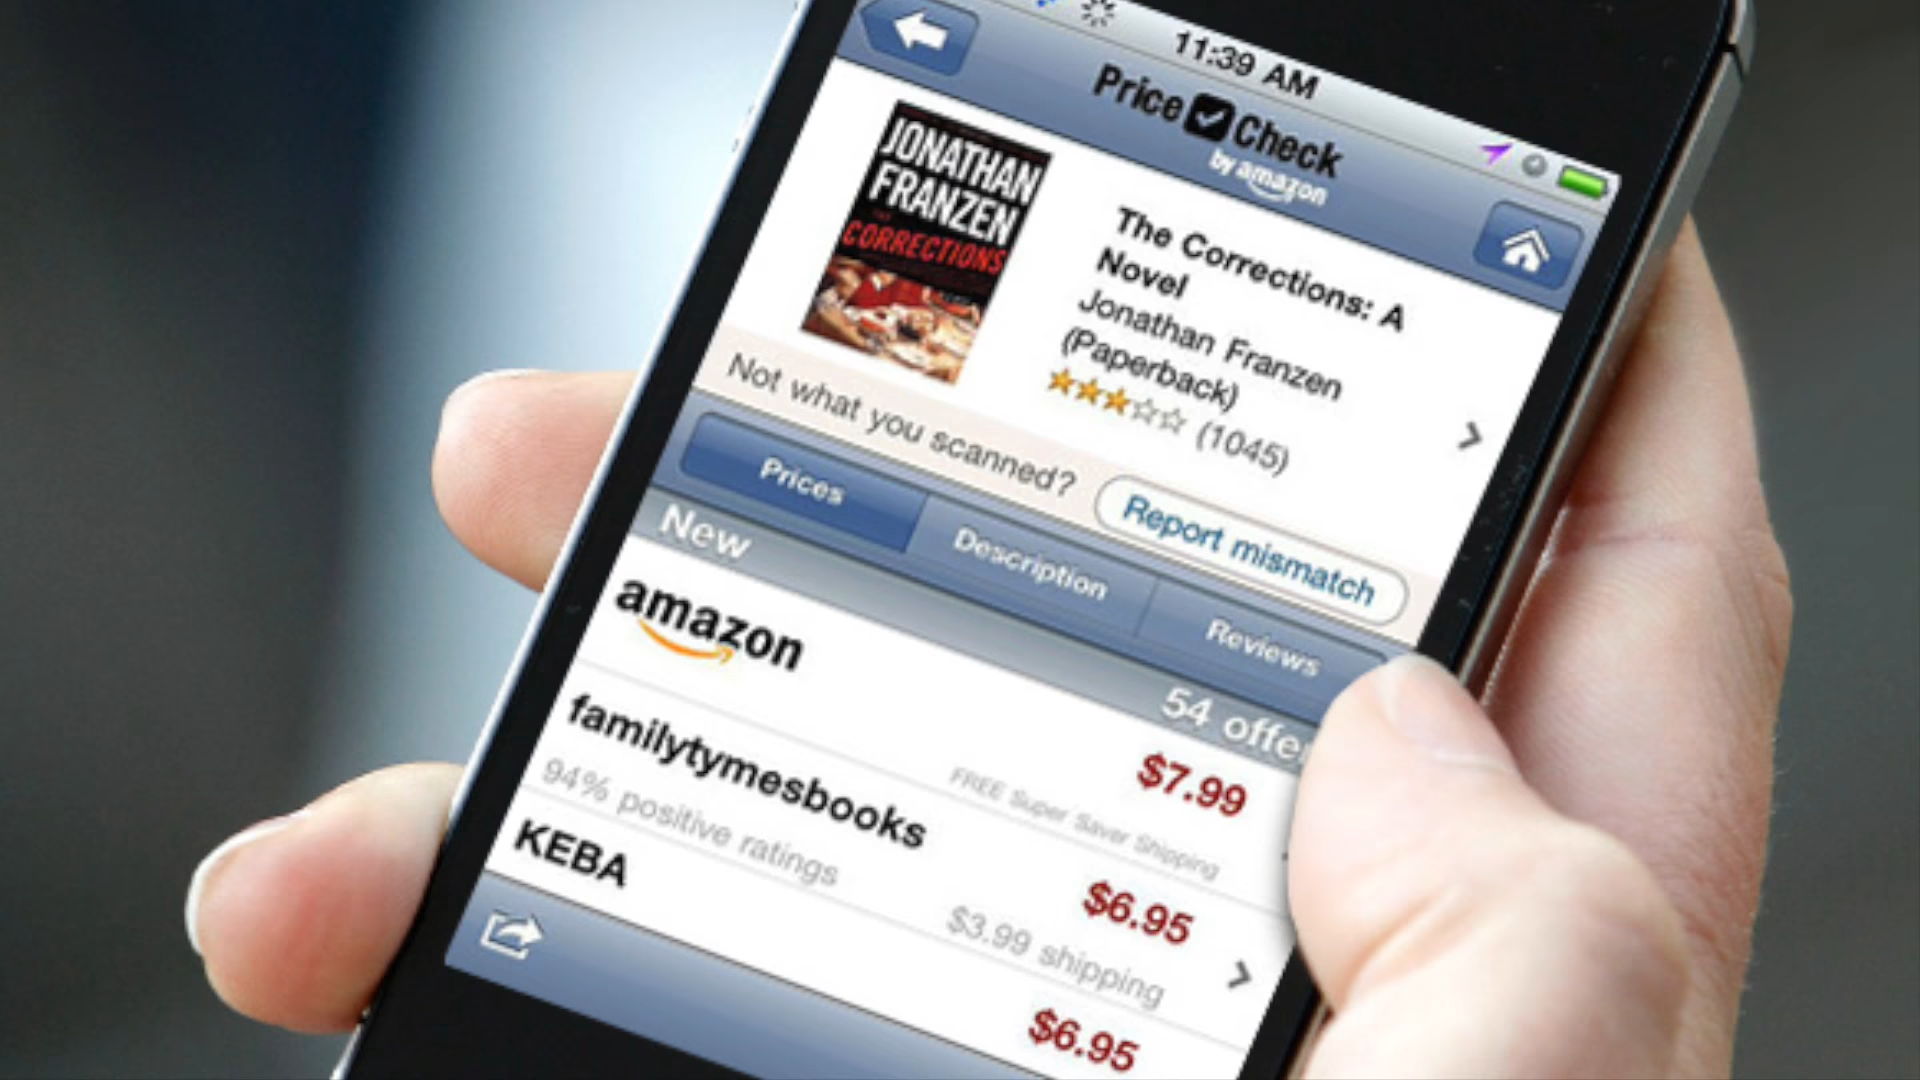 11:39 AM
Price Check
by amazon
JONATHAN
FRANZEN
THE
CORRECTIONS
The Corrections: A
Novel
Jonathan Franzen
(Paperback)
(1045)
Not what you scanned?
Report mismatch
Prices
Description
Reviews
New
54 offe
amazon
$7.99
FREE Super Saver Shipping
familytymesbooks
94% positive ratings
$6.95
$3.99 shipping
KEBA
$6.95